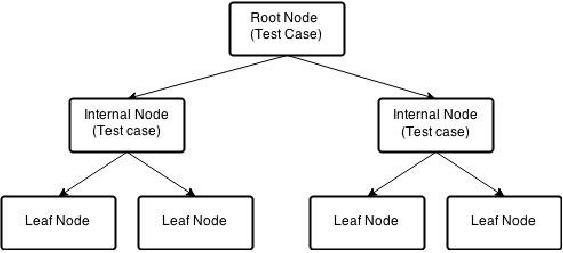 Root Node
(Test Case)
Internal Node
(Test case)
Internal Node
(Test case)
Leaf Node
Leaf Node
Leaf Node
Leaf Node